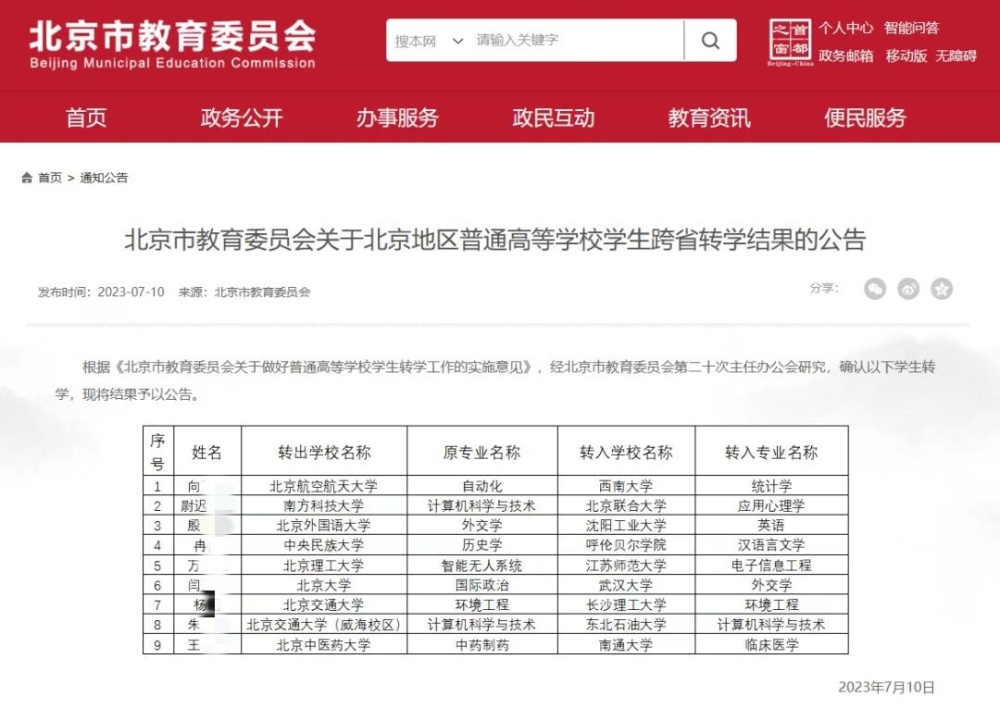 北京市教育委员会
Beijing Municipal Education Commission
搜本网 请输入关键字
首都之窗
Beijing-China
个人中心 智能问答
政务邮箱 移动版 无障碍
首页 政务公开 办事服务 政民互动 教育资讯 便民服务
首页 > 通知公告
北京市教育委员会关于北京地区普通高等学校学生跨省转学结果的公告
发布时间：2023-07-10 来源：北京市教育委员会 分享：
根据《北京市教育委员会关于做好普通高等学校学生转学工作的实施意见》，经北京市教育委员会第二十次主任办公会研究，确认以下学生转
学，现将结果予以公告。
序号 姓名 转出学校名称 原专业名称 转入学校名称 转入专业名称
1 向 北京航空航天大学 自动化 西南大学 统计学
2 尉迟 南方科技大学 计算机科学与技术 北京联合大学 应用心理学
3 殷 北京外国语大学 外交学 沈阳工业大学 英语
4 冉 中央民族大学 历史学 呼伦贝尔学院 汉语言文学
5 万 北京理工大学 智能无人系统 江苏师范大学 电子信息工程
6 闫 北京大学 国际政治 武汉大学 外交学
7 杨 北京交通大学 环境工程 长沙理工大学 环境工程
8 朱 北京交通大学（威海校区） 计算机科学与技术 东北石油大学 计算机科学与技术
9 王 北京中医药大学 中药制药 南通大学 临床医学
2023年7月10日